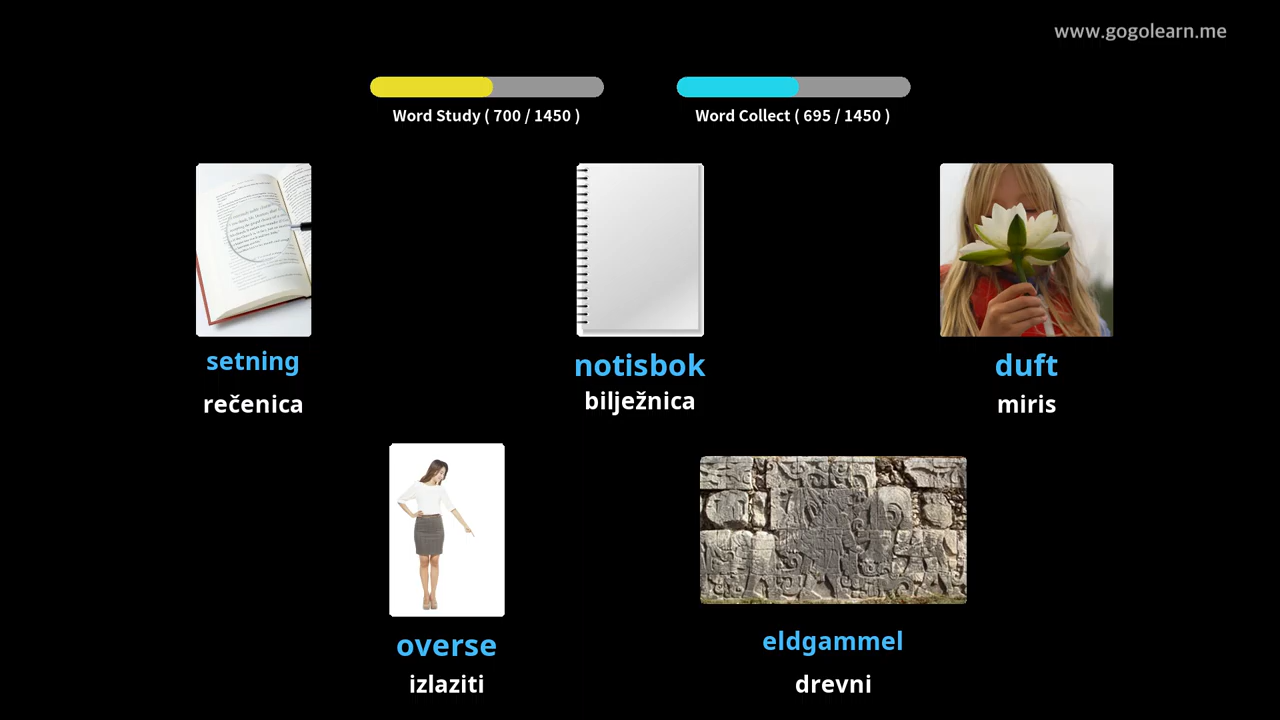 www.gogolearn.me
Word Study ( 700 / 1450 )
Word Collect ( 695 / 1450 )
setning
rečenica
notisbok
bilježnica
duft
miris
overse
izlaziti
eldgammel
drevni